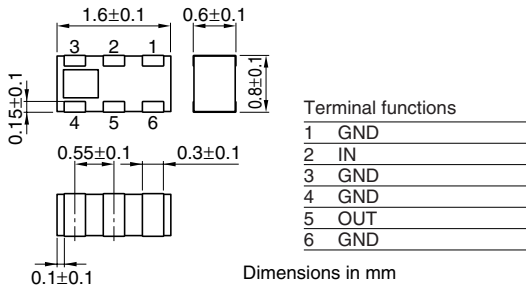 1.6±0.1
0.6±0.1
3 2 1
0.15±0.1
0.8±0.1
4 5 6
0.55±0.1
0.3±0.1
0.1±0.1
Terminal functions
1 GND
2 IN
3 GND
4 GND
5 OUT
6 GND
Dimensions in mm